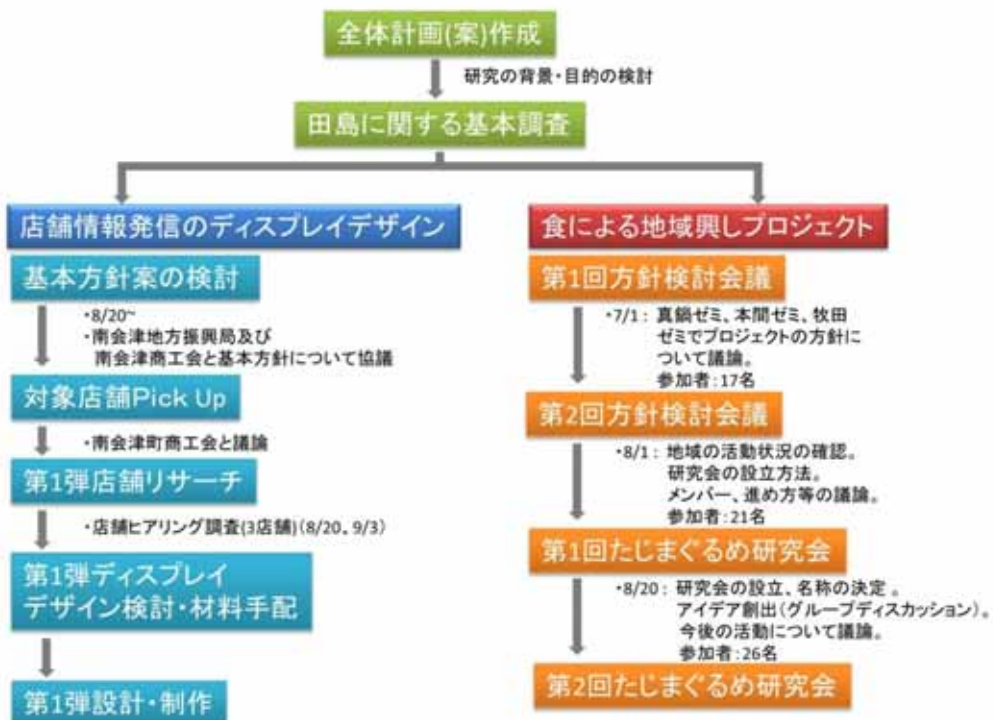 全体計画(案)作成
研究の背景・目的の検討
田島に関する基本調査
店舗情報発信のディスプレイデザイン
基本方針案の検討
・8/20~
・南会津地方振興局及び
南会津商工会と基本方針について協議
対象店舗Pick Up
・南会津町商工会と議論
第1弾店舗リサーチ
・店舗ヒアリング調査(3店舗)(8/20、9/3)
第1弾ディスプレイ
デザイン検討・材料手配
第1弾設計・制作
食による地域興しプロジェクト
第1回方針検討会議
・7/1: 真鍋ゼミ、本間ゼミ、牧田
ゼミでプロジェクトの方針に
ついて議論。
参加者:17名
第2回方針検討会議
・8/1: 地域の活動状況の確認。
研究会の設立方法。
メンバー、進め方等の議論。
参加者:21名
第1回たじまぐるめ研究会
・8/20: 研究会の設立、名称の決定 。
アイデア創出(グループディスカッション)。
今後の活動について議論。
参加者:26名
第2回たじまぐるめ研究会